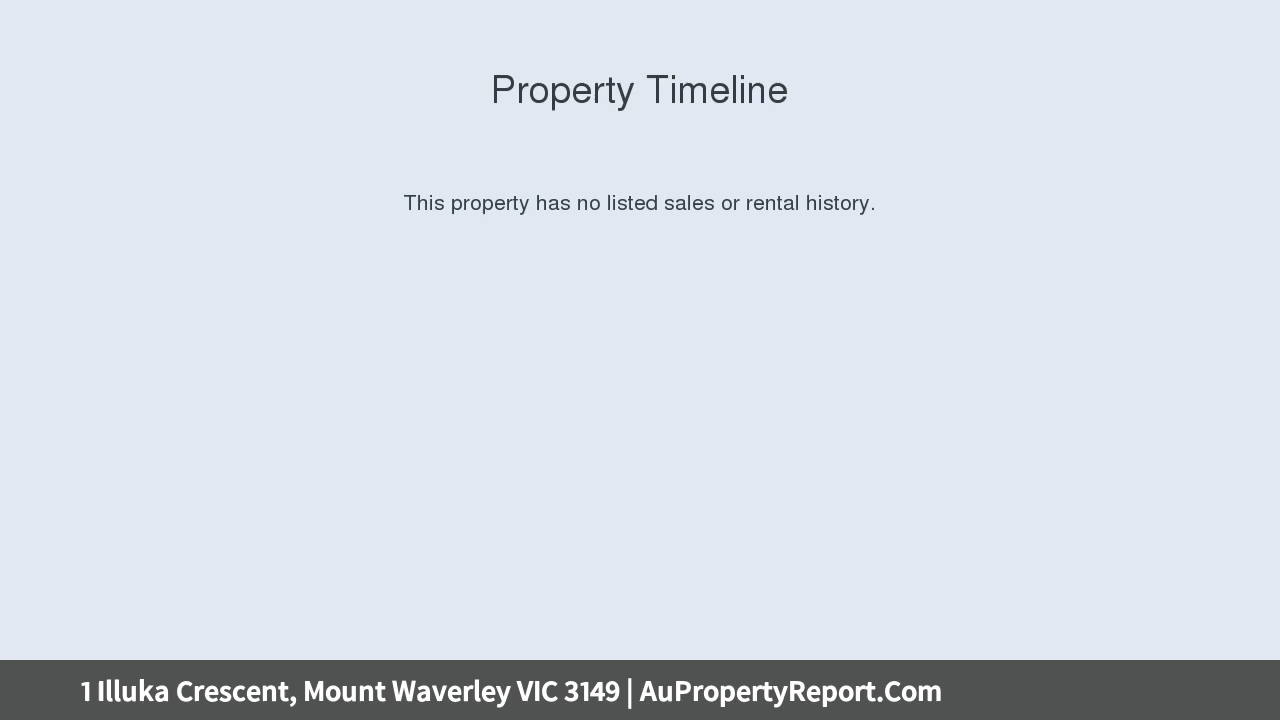 Property Timeline
This property has no listed sales or rental history.
1 Illuka Crescent, Mount Waverley VIC 3149 | AuPropertyReport.Com